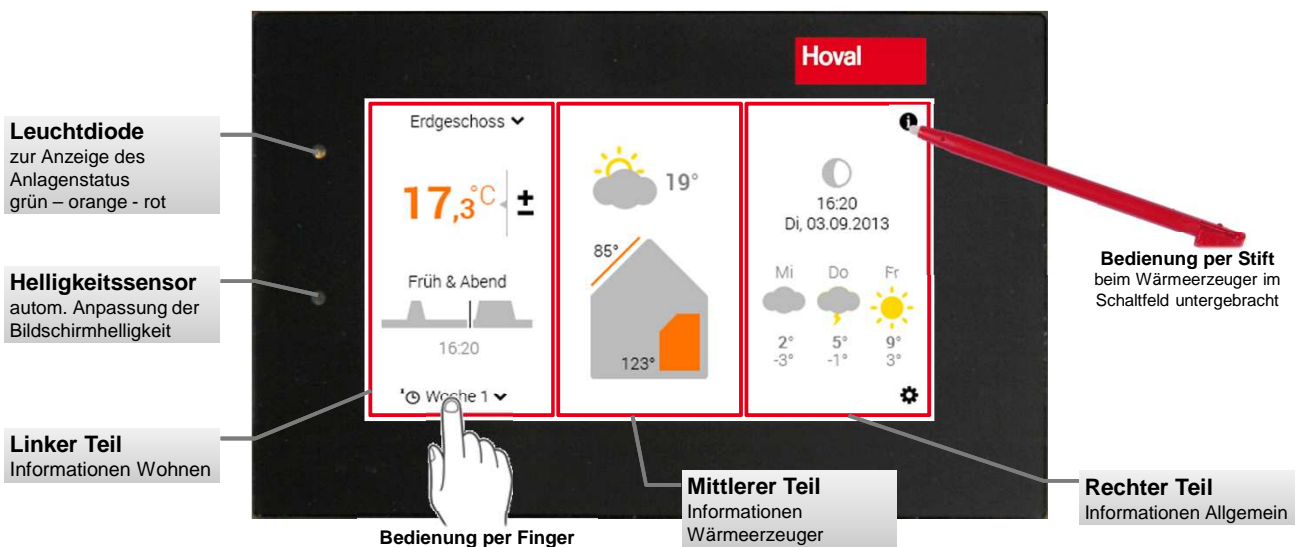 Hoval
Leuchtdiode
zur Anzeige des
Anlagenstatus
grün – orange - rot
Helligkeitssensor
autom. Anpassung der
Bildschirmhelligkeit
Linker Teil
Informationen Wohnen
Erdgeschoss
17,3°C
±
Früh & Abend
16:20
Woche 1
Bedienung per Finger
19°
85°
123°
Mittlerer Teil
Informationen
Wärmeerzeuger
i
16:20
Di, 03.09.2013
Mi Do Fr
2° 5° 9°
-3° -1° 3°
Bedienung per Stift
beim Wärmeerzeuger im
Schaltfeld untergebracht
Rechter Teil
Informationen Allgemein